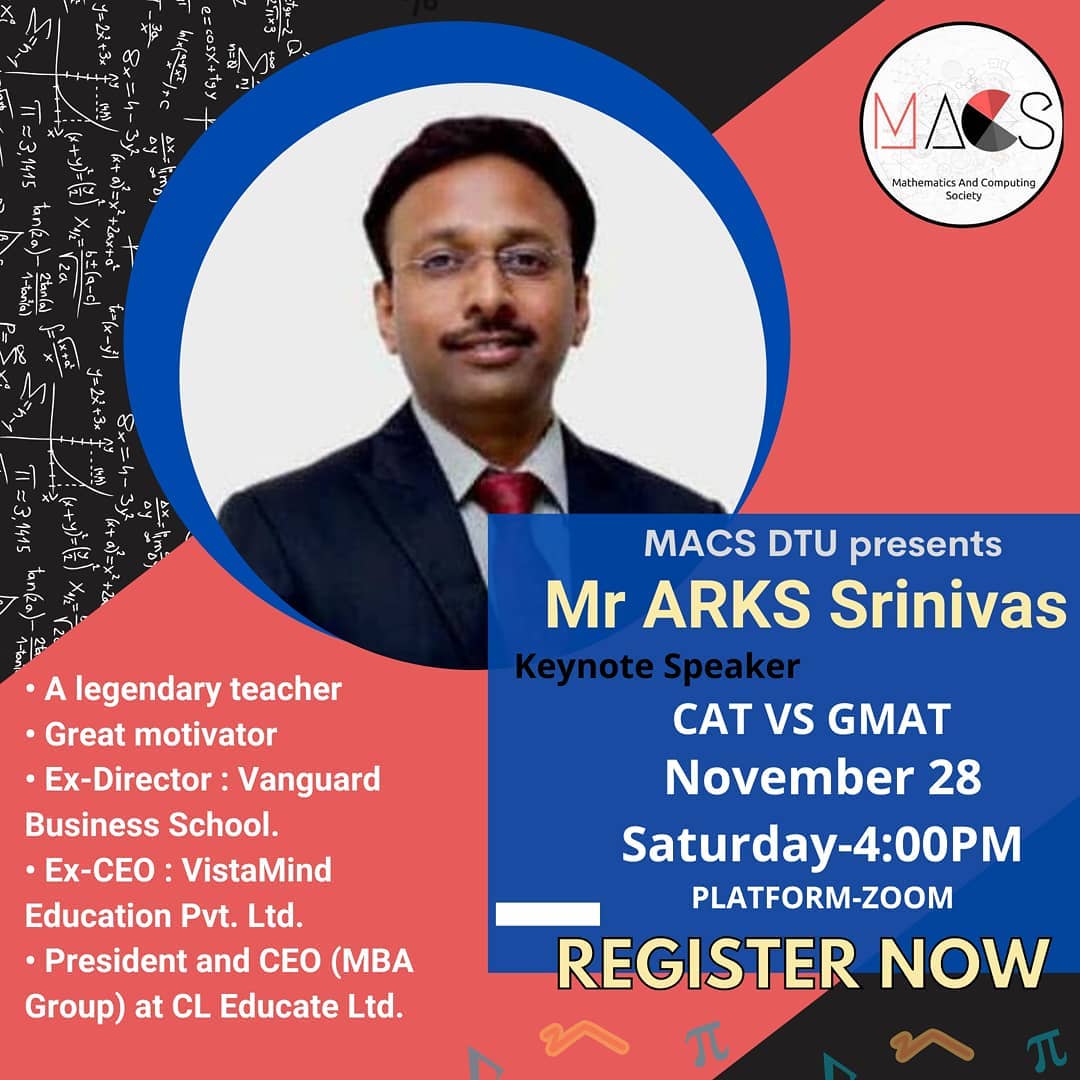 MACS
Mathematics And Computing
Society
MACS DTU presents
Mr ARKS Srinivas
Keynote Speaker
CAT VS GMAT
November 28
Saturday-4:00PM
PLATFORM-ZOOM
REGISTER NOW
• A legendary teacher
• Great motivator
• Ex-Director : Vanguard
Business School.
• Ex-CEO : VistaMind
Education Pvt. Ltd.
• President and CEO (MBA
Group) at CL Educate Ltd.